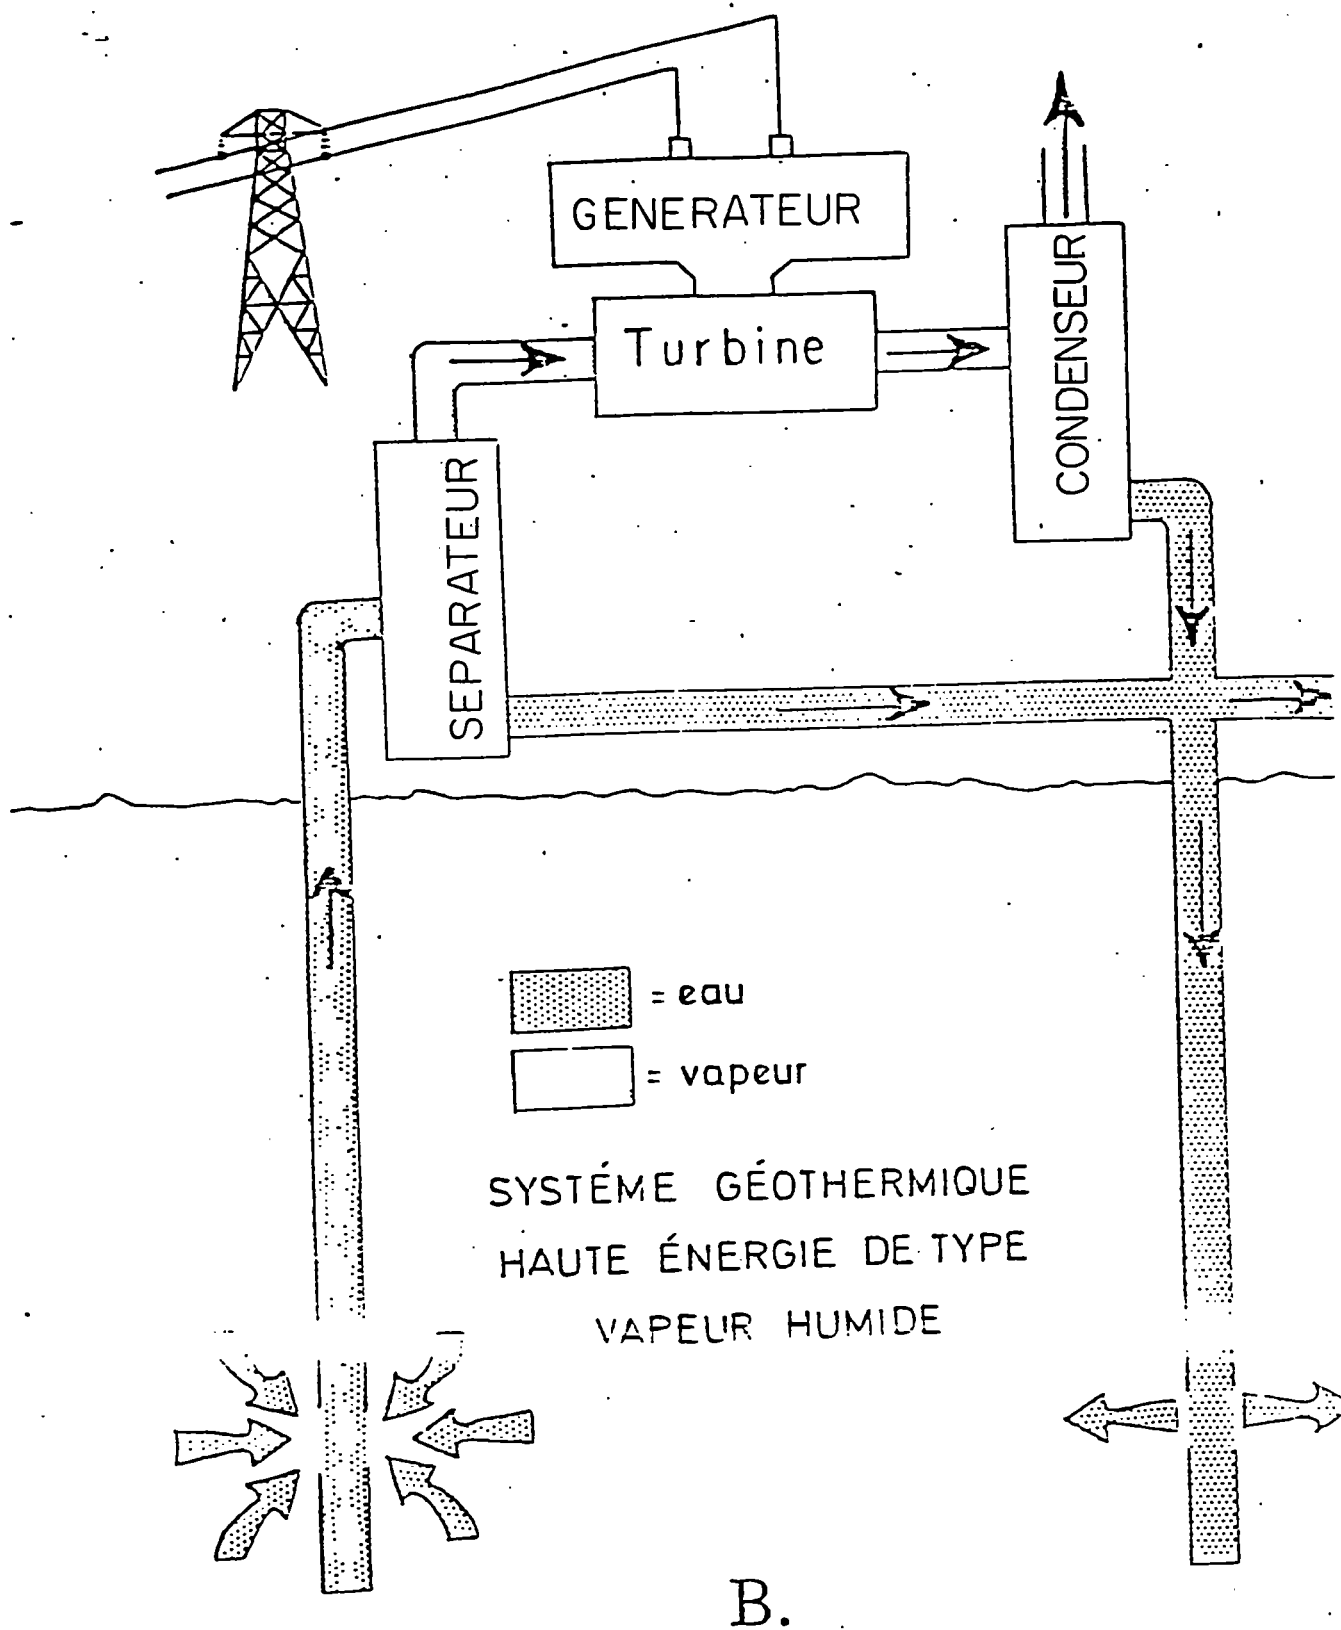 GENERATEUR
Turbine
CONDENSEUR
SEPARATEUR
= eau
= vapeur
SYSTÉME GÉOTHERMIQUE
HAUTE ÉNERGIE DE TYPE
VAPEUR HUMIDE
B.